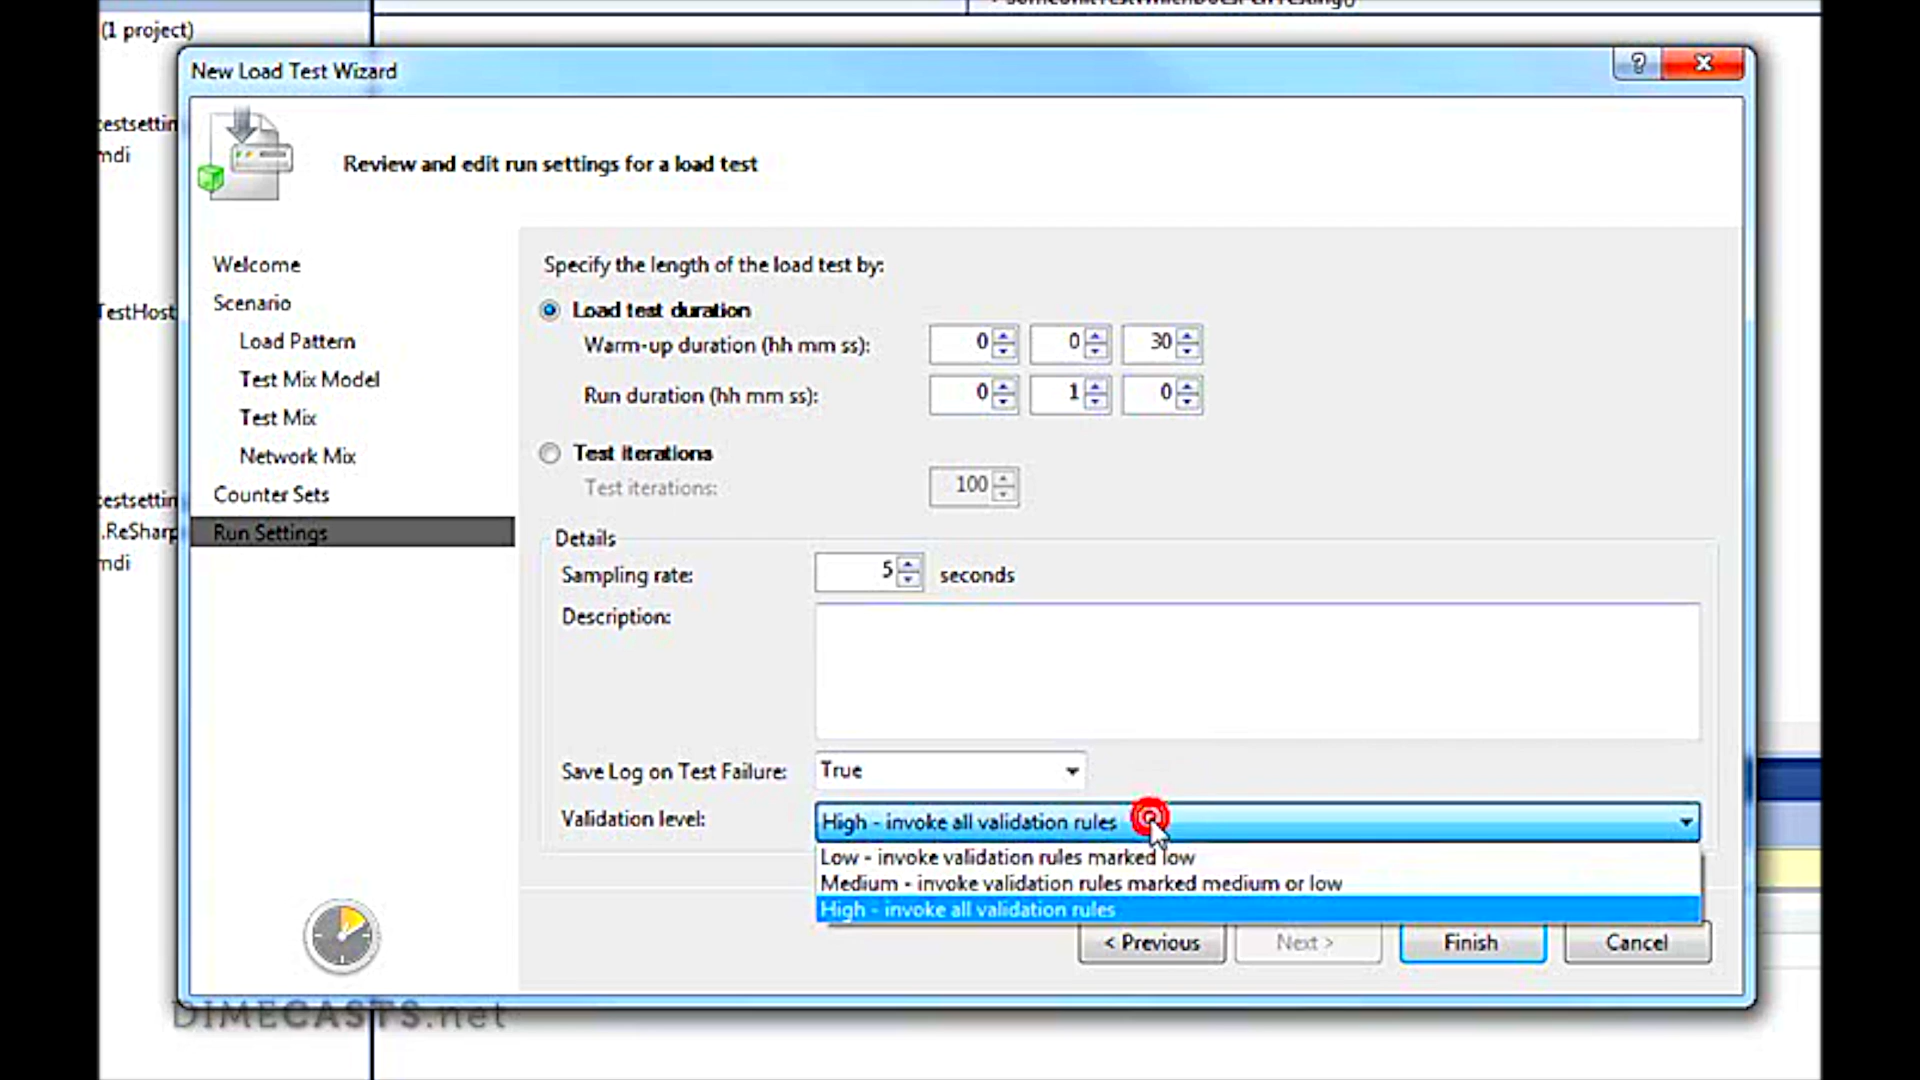 (1 project)
New Load Test Wizard
?
testsettin
mdi
Review and edit run settings for a load test
Welcome
Scenario
Load Pattern
Test Mix Model
Test Mix
Network Mix
Counter Sets
Run Settings
TestHost
testsettin
.ReSharp
mdi
Specify the length of the load test by:
Load test duration
Warm-up duration (hh mm ss): 0 0 30
Run duration (hh mm ss): 0 1 0
Test iterations
Test iterations: 100
Details
Sampling rate: 5 seconds
Description:
Save Log on Test Failure: True
Validation level: High - invoke all validation rules
Low - invoke validation rules marked low
Medium - invoke validation rules marked medium or low
High - invoke all validation rules
< Previous Next > Finish Cancel
DIMECASTS.net